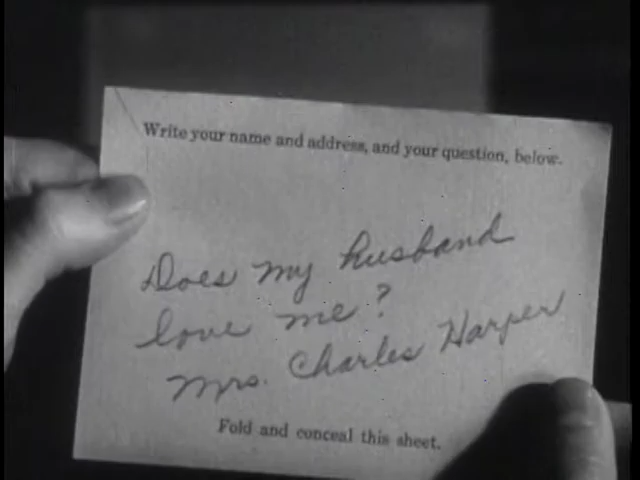 Write your name and address, and your question, below.
Does my husband
love me?
Mrs. Charles Harper
Fold and conceal this sheet.